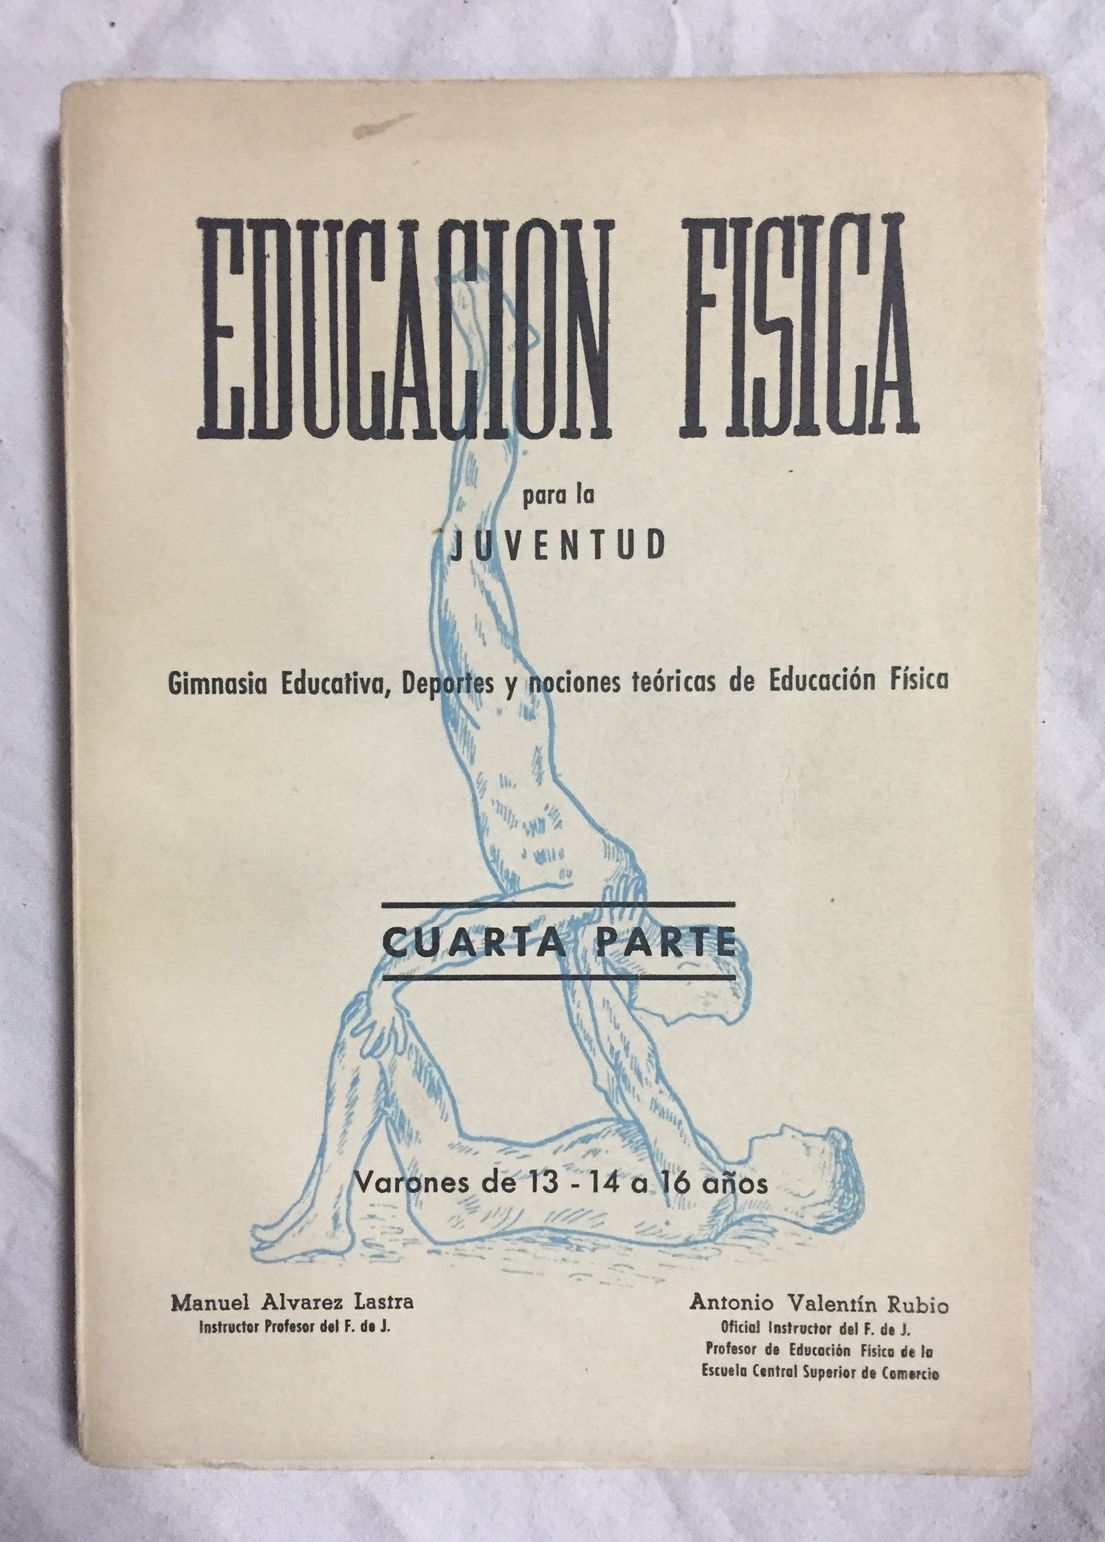 EDUCACION FISICA
para la
JUVENTUD
Gimnasia Educativa, Deportes y nociones teóricas de Educación Física
CUARTA PARTE
Varones de 13 - 14 a 16 años
Manuel Alvarez Lastra
Instructor Profesor del F. de J.
Antonio Valentín Rubio
Oficial Instructor del F. de J.
Profesor de Educación Física de la
Escuela Central Superior de Comercio